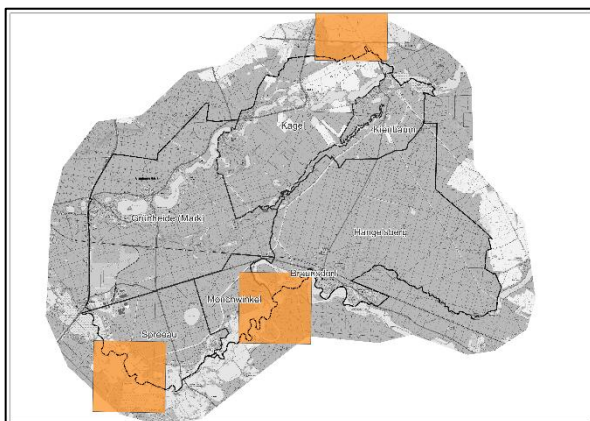 Kagel
Kienbaum
Grünheide (Mark)
Hangelsberg
Braunsdorf
Mönchwinkel
Spreeau